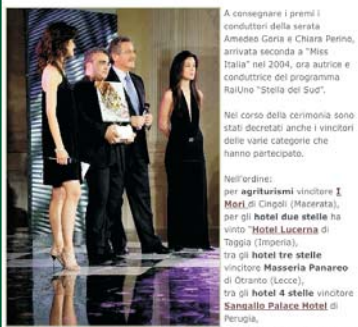 A consegnare i premi i
conduttori della serata
Amedeo Goria e Chiara Perino,
arrivata seconda a "Miss
Italia" nel 2004, ora autrice e
conduttrice del programma
RaiUno "Stella del Sud".
Nel corso della cerimonia sono
stati decretati anche i vincitori
delle varie categorie che
hanno partecipato.
Nell'ordine:
per agriturismi vincitore I
Mori di Cingoli (Macerata),
per gli hotel due stelle ha
vinto "Hotel Lucerna di
Taggia (Imperia),
tra gli hotel tre stelle
vincitore Masseria Panareo
di Otranto (Lecce),
tra gli hotel 4 stelle vincitore
Sangallo Palace Hotel di
Perugia,